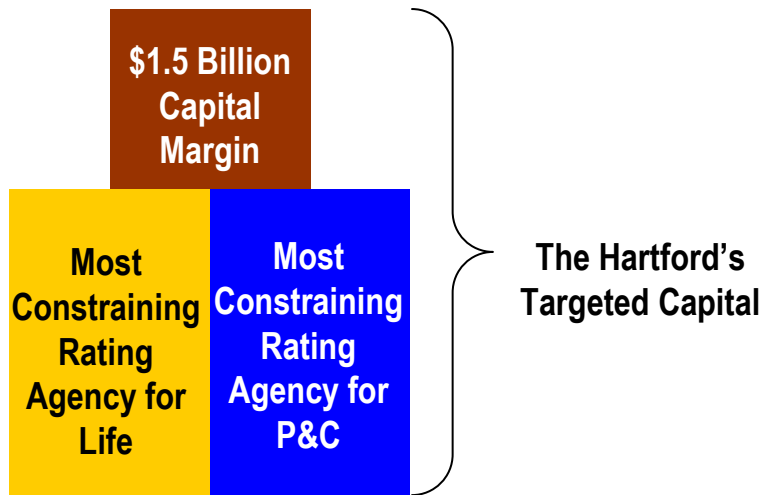 $1.5 Billion
Capital
Margin
Most
Constraining
Rating
Agency for
Life
Most
Constraining
Rating
Agency for
P&C
The Hartford’s
Targeted Capital